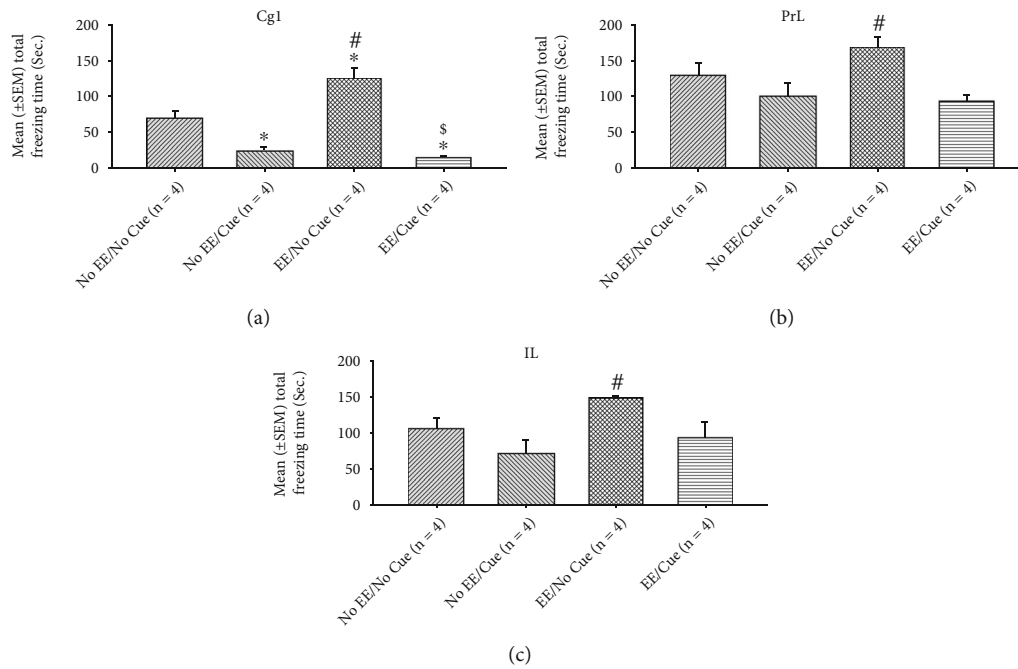 Cg1
Mean (±SEM) total
freezing time (Sec.)
200
150
100
50
0
*
#
*
$
*
No EE/No Cue (n = 4)
No EE/Cue (n = 4)
EE/No Cue (n = 4)
EE/Cue (n = 4)
(a)
PrL
Mean (±SEM) total
freezing time (Sec.)
200
150
100
50
0
#
No EE/No Cue (n = 4)
No EE/Cue (n = 4)
EE/No Cue (n = 4)
EE/Cue (n = 4)
(b)
IL
Mean (±SEM) total
freezing time (Sec.)
200
150
100
50
0
#
No EE/No Cue (n = 4)
No EE/Cue (n = 4)
EE/No Cue (n = 4)
EE/Cue (n = 4)
(c)